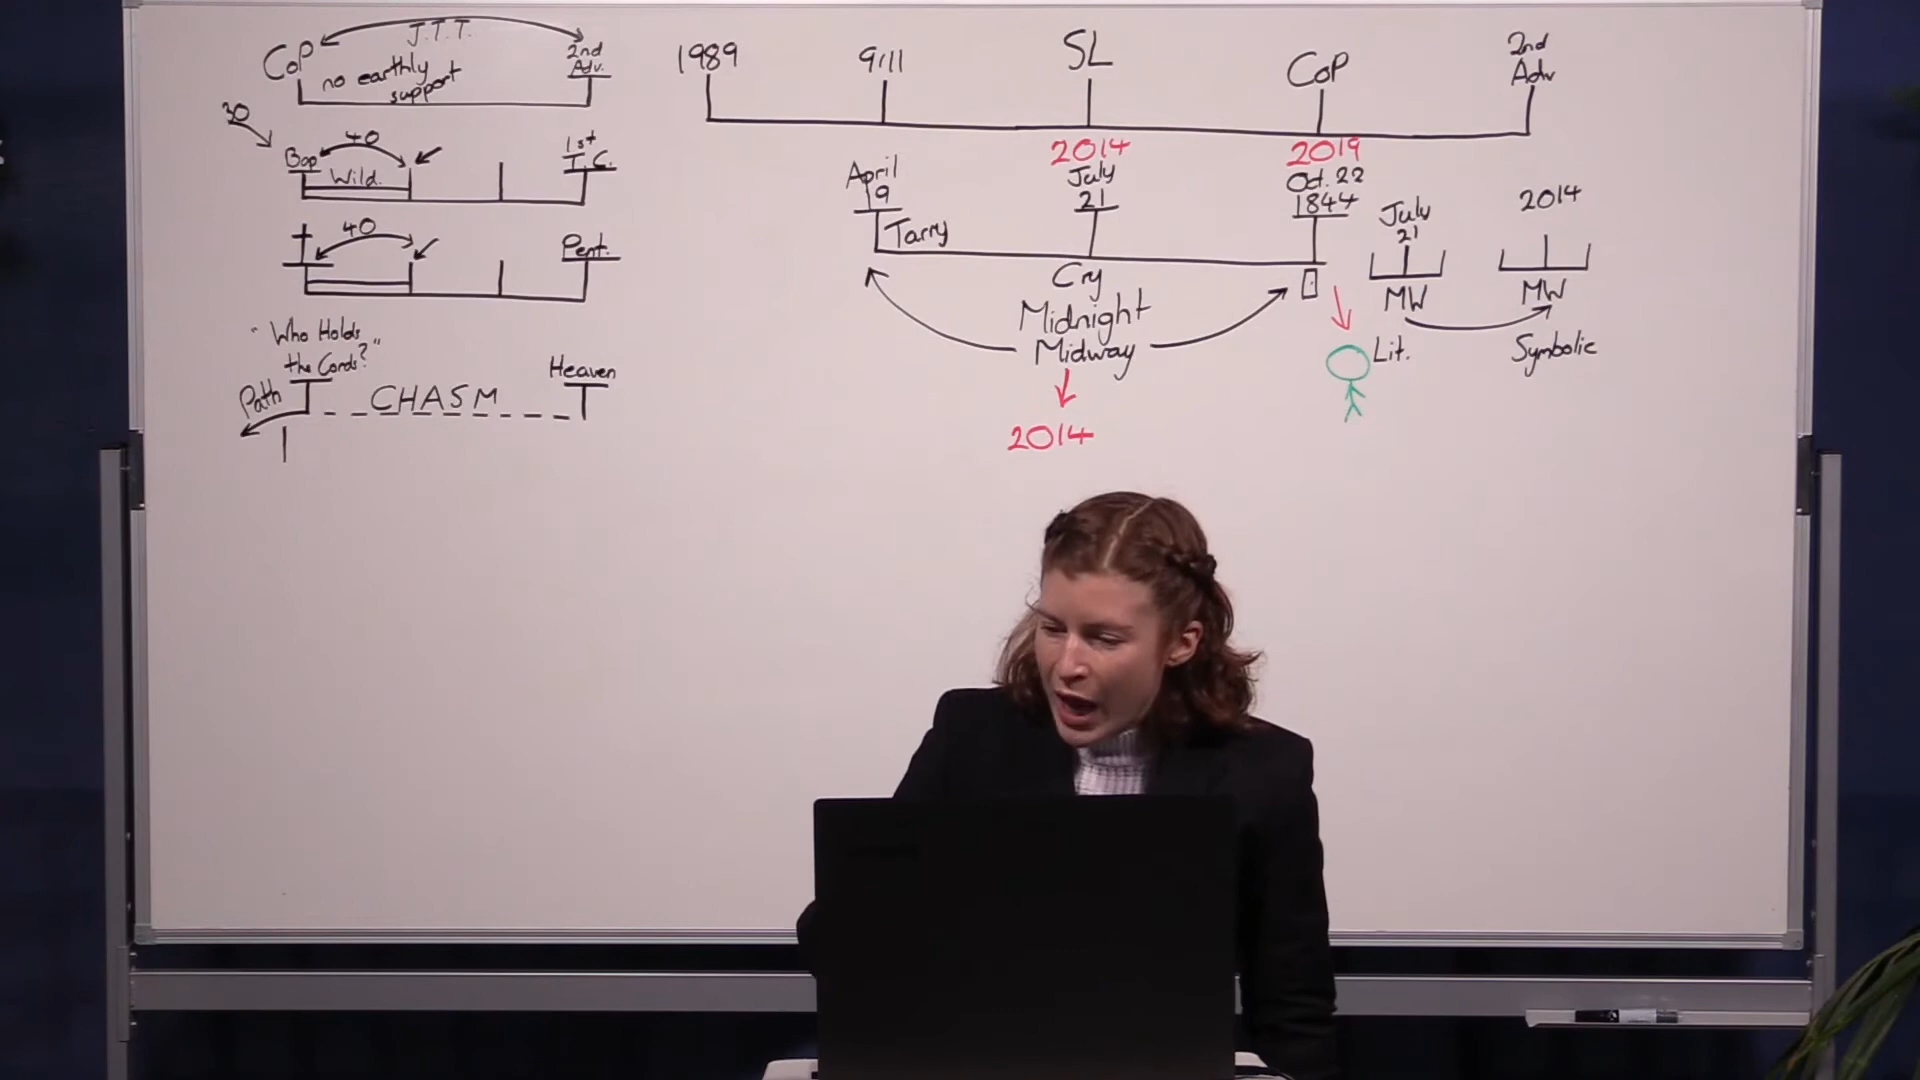 J.T.T.
CoP
2nd
Adv.
no earthly
support
30
40
Bap
Wild.
1st
T.C.
40
Pent.
"Who Holds
the Cords?"
Path
CHASM
Heaven
1989
9/11
SL
CoP
2nd
Adv
2014
2019
April
9
July
21
Oct. 22
1844
Tarry
Cry
Midnight
Midway
2014
July
21
MW
Lit.
2014
MW
Symbolic